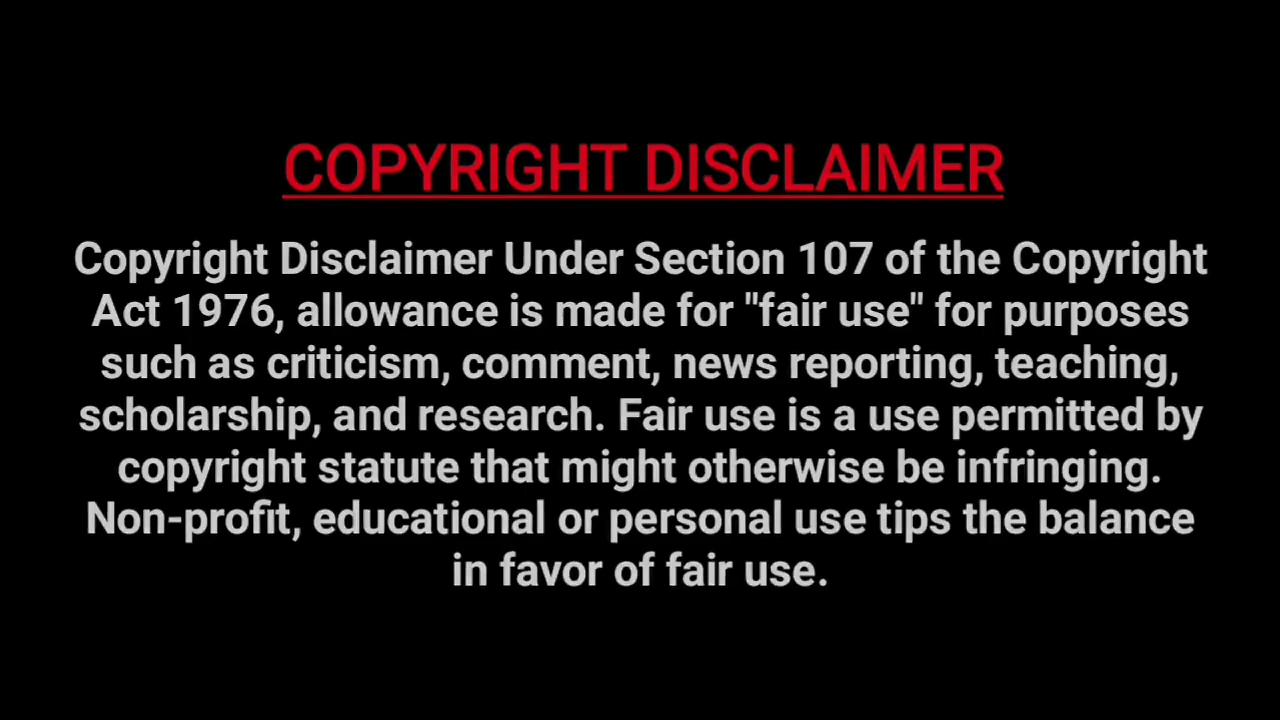 COPYRIGHT DISCLAIMER
Copyright Disclaimer Under Section 107 of the Copyright
Act 1976, allowance is made for "fair use" for purposes
such as criticism, comment, news reporting, teaching,
scholarship, and research. Fair use is a use permitted by
copyright statute that might otherwise be infringing.
Non-profit, educational or personal use tips the balance
in favor of fair use.